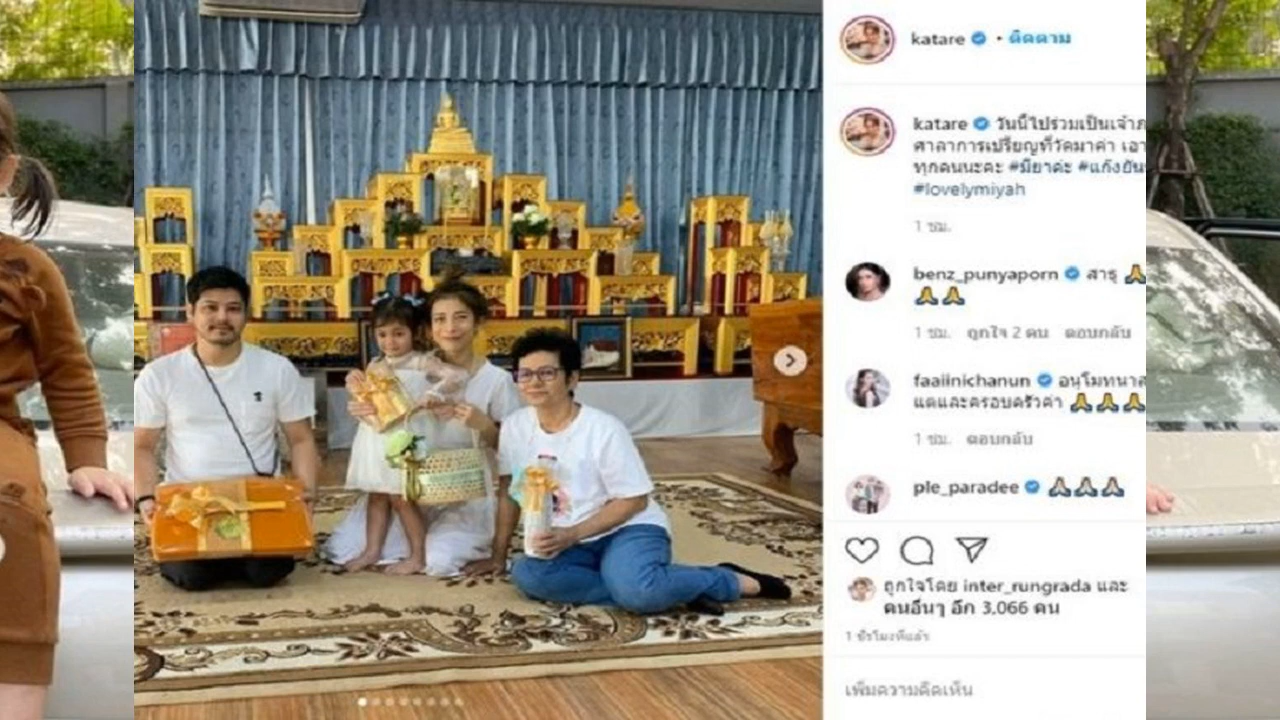 katare • ติดตาม
katare วันนี้ไปร่วมเป็นเจ้าภ
ศาลาการเปรียญที่วัดมาค่า เอา
ทุกคนนะคะ #มียาค่ะ #แก๊งยัน
#lovelymiyah
1 ชม.
benz_punyaporn สาธุ 🙏
🙏🙏
1 ชม. ถูกใจ 2 คน ตอบกลับ
faaiinichanun อนุโมทนาส
แตและครอบครัวค่า 🙏🙏🙏
1 ชม. ตอบกลับ
ple_paradee 🙏🙏🙏
ถูกใจโดย inter_rungrada และ
คนอื่นๆ อีก 3,066 คน
1 ชั่วโมงที่แล้ว
เพิ่มความคิดเห็น